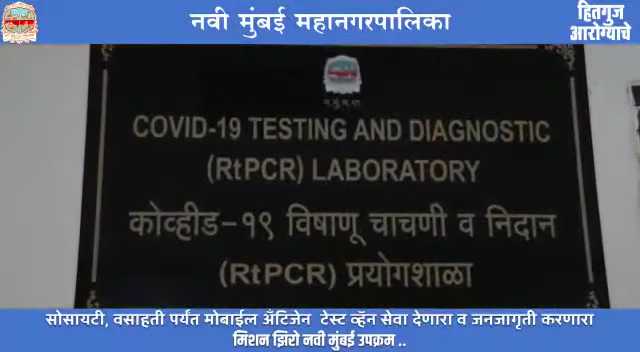 नवी मुंबई महानगरपालिका
हितगुज
आरोग्याचे
न.मुं.म.पा.
COVID-19 TESTING AND DIAGNOSTIC
(RtPCR) LABORATORY
कोव्हीड-१९ विषाणू चाचणी व निदान
(RtPCR) प्रयोगशाळा
सोसायटी, वसाहती पर्यंत मोबाईल अँटिजेन टेस्ट व्हॅन सेवा देणारा व जनजागृती करणारा
मिशन झिरो नवी मुंबई उपक्रम ..